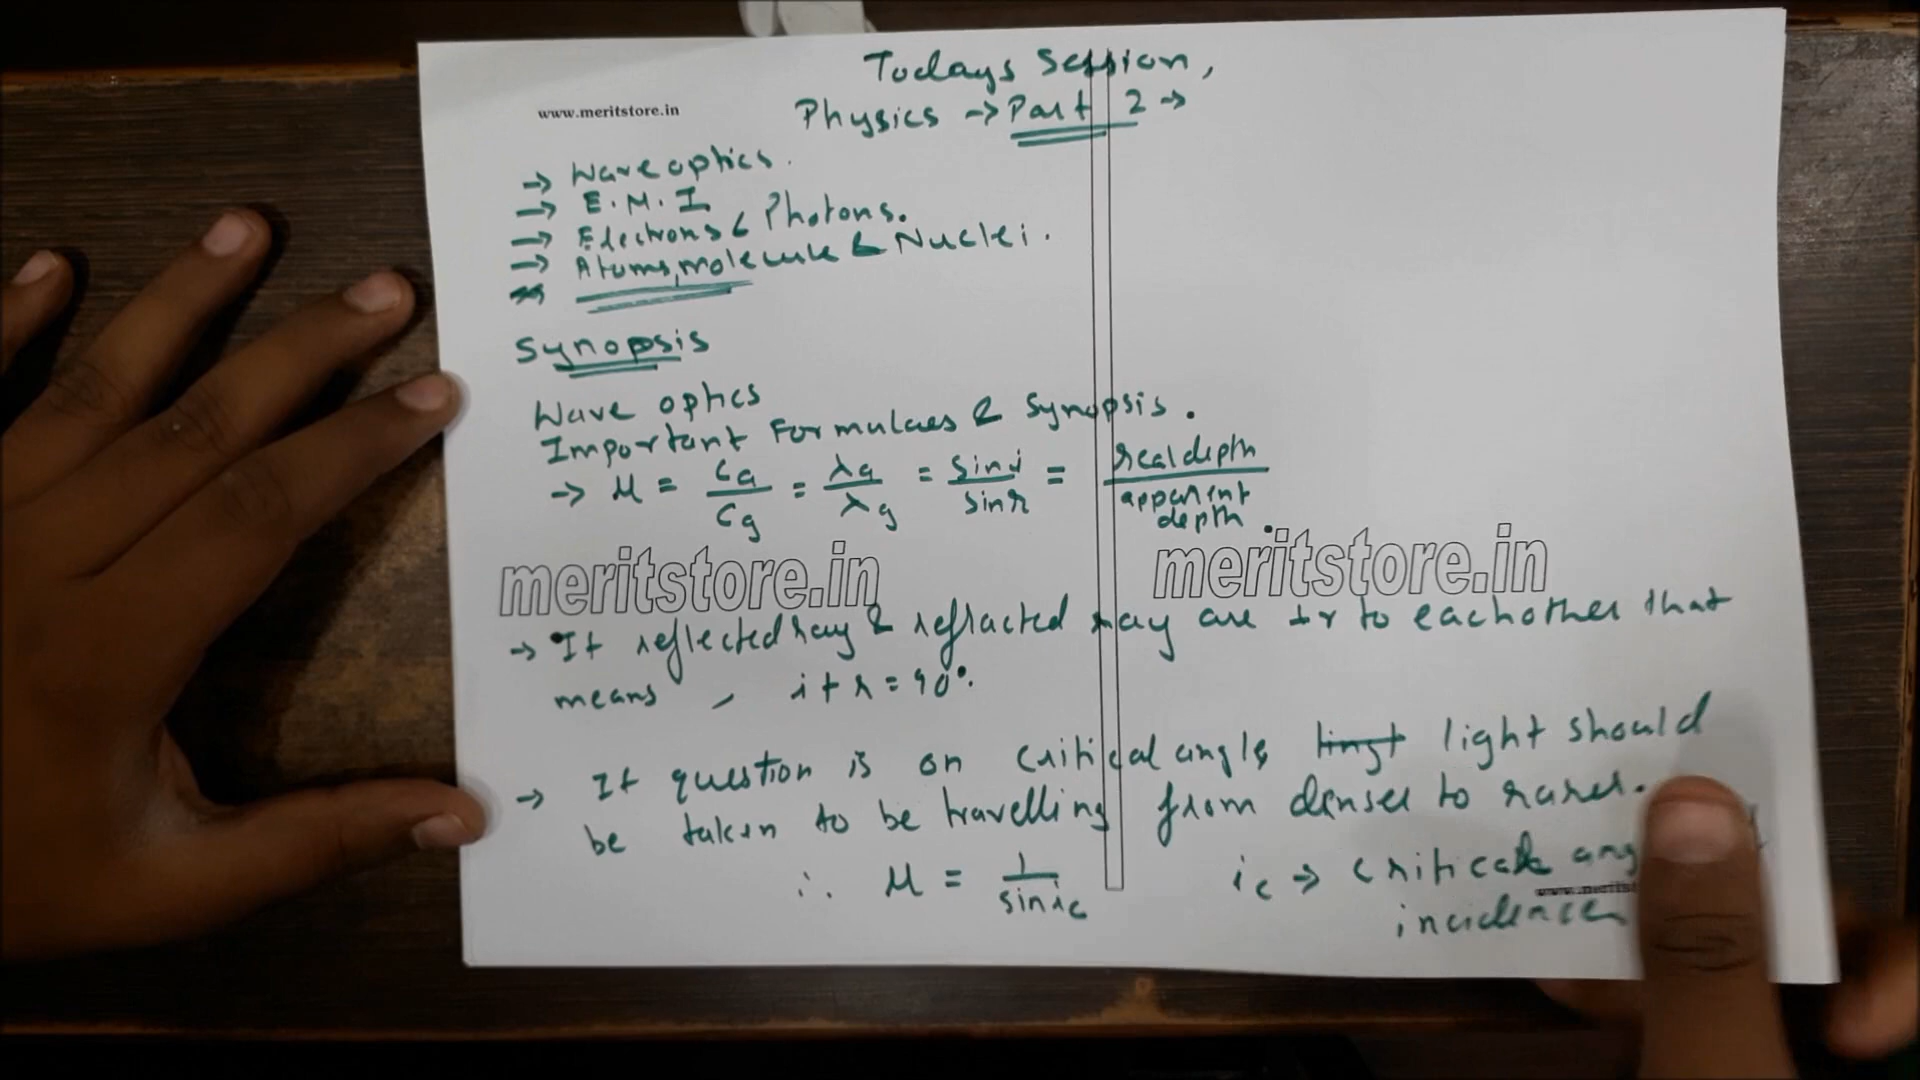 Todays Session,
www.meritstore.in
Physics → Part 2 →
→ Wave optics.
→ E.M.I
→ Electrons & Photons.
→ Atoms, molecule & Nuclei.
Synopsis
Wave optics
Important Formulaes & Synopsis.
→ μ = Ca/Cg = λa/λg = sin i/sin r = real depth/apparent depth
meritstore.in meritstore.in
→ If reflected ray & refracted ray are ⊥r to eachother that
means, i + r = 90°.
→ If question is on critical angle, light should
be taken to be travelling from denser to rarer.
∴ μ = 1/sin ic ic → critical
www.merits
incidence